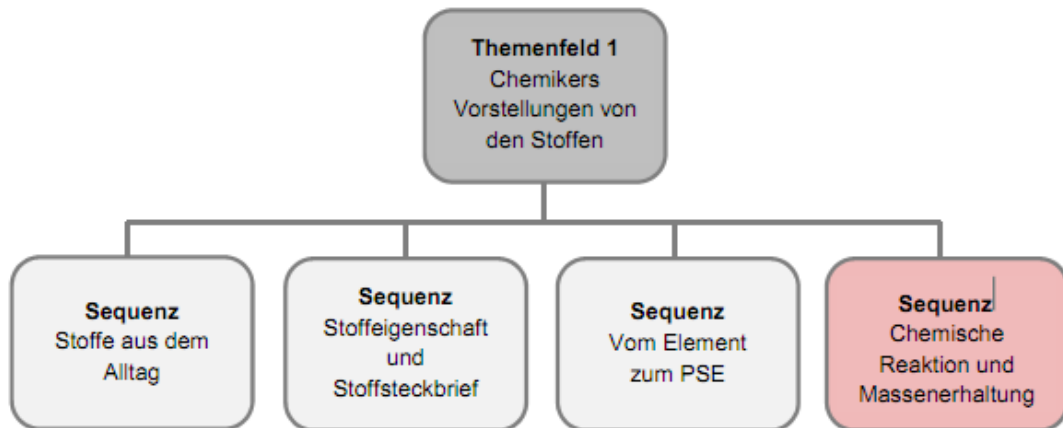 Themenfeld 1
Chemikers
Vorstellungen von
den Stoffen
Sequenz
Stoffe aus dem
Alltag
Sequenz
Stoffeigenschaft
und
Stoffsteckbrief
Sequenz
Vom Element
zum PSE
Sequenz
Chemische
Reaktion und
Massenerhaltung